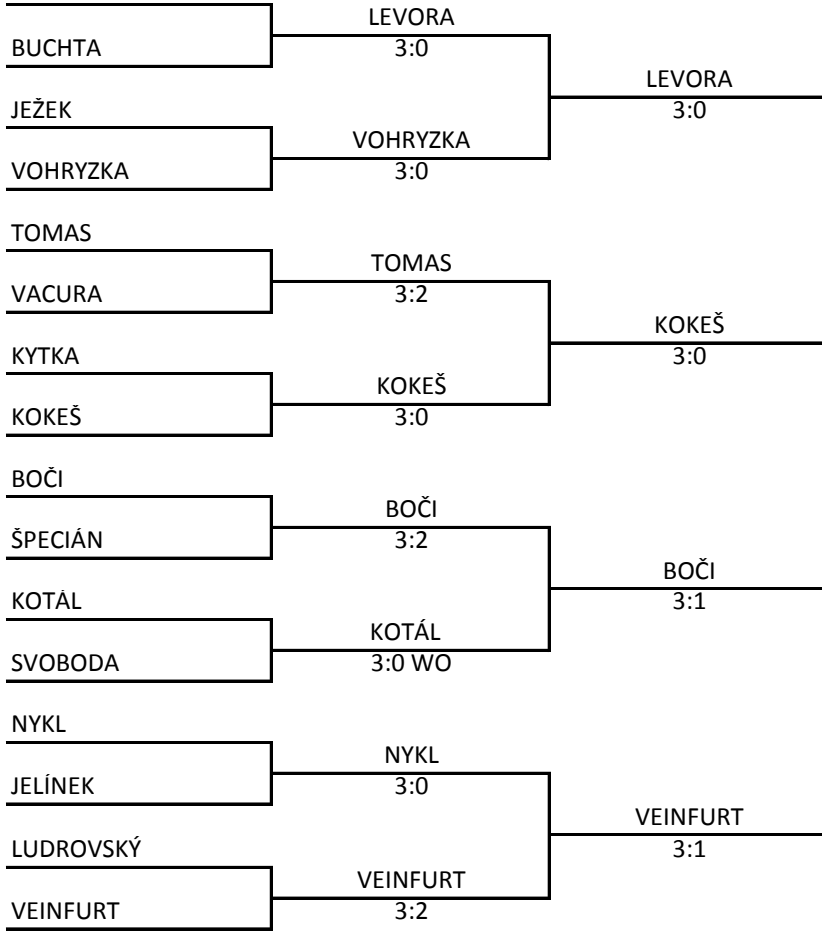 BUCHTA
JEŽEK
VOHRYZKA
TOMAS
VACURA
KYTKA
KOKEŠ
BOČI
ŠPECIÁN
KOTÁL
SVOBODA
NYKL
JELÍNEK
LUDROVSKÝ
VEINFURT
LEVORA
3:0
VOHRYZKA
3:0
TOMAS
3:2
KOKEŠ
3:0
BOČI
3:2
KOTÁL
3:0 WO
NYKL
3:0
VEINFURT
3:2
LEVORA
3:0
KOKEŠ
3:0
BOČI
3:1
VEINFURT
3:1